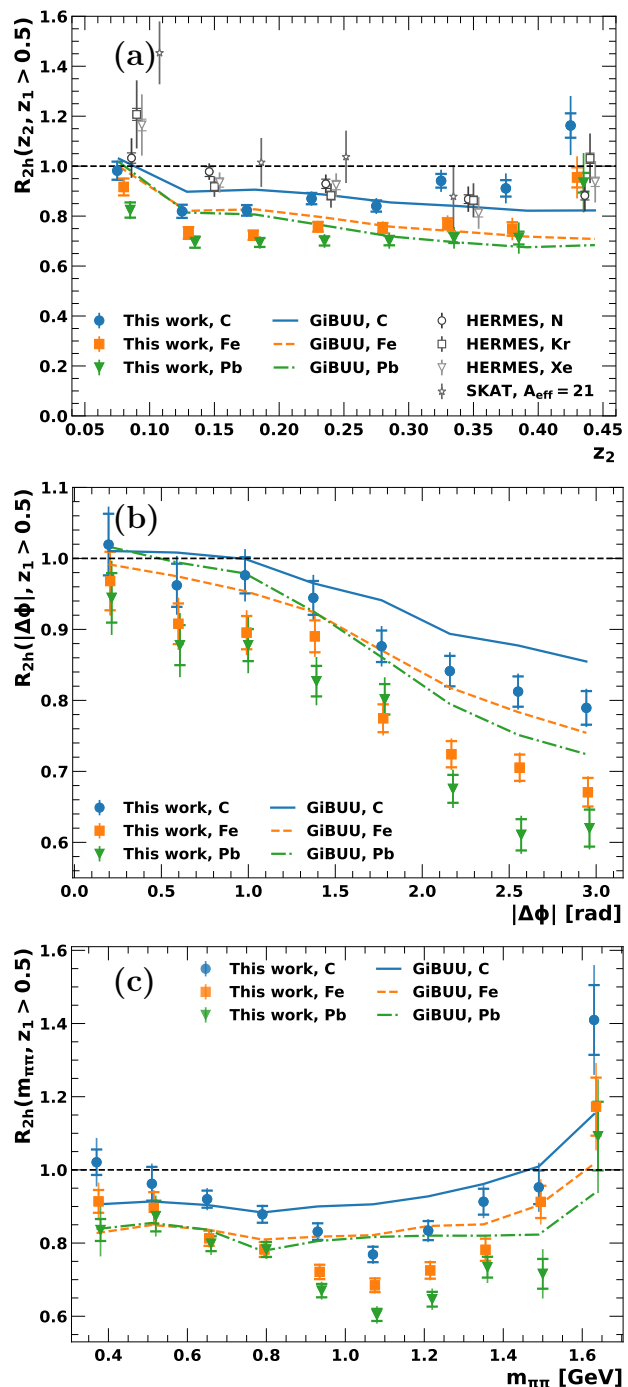 (a)
R2h(z2, z1 > 0.5)
1.6
1.4
1.2
1.0
0.8
0.6
0.4
0.2
0.0
This work, C
This work, Fe
This work, Pb
GiBUU, C
GiBUU, Fe
GiBUU, Pb
HERMES, N
HERMES, Kr
HERMES, Xe
SKAT, Aeff = 21
0.05 0.10 0.15 0.20 0.25 0.30 0.35 0.40 0.45
z2
(b)
R2h(|Δϕ|, z1 > 0.5)
1.1
1.0
0.9
0.8
0.7
0.6
This work, C
This work, Fe
This work, Pb
GiBUU, C
GiBUU, Fe
GiBUU, Pb
0.0 0.5 1.0 1.5 2.0 2.5 3.0
|Δϕ| [rad]
(c)
R2h(mππ, z1 > 0.5)
1.6
1.4
1.2
1.0
0.8
0.6
This work, C
This work, Fe
This work, Pb
GiBUU, C
GiBUU, Fe
GiBUU, Pb
0.4 0.6 0.8 1.0 1.2 1.4 1.6
mππ [GeV]